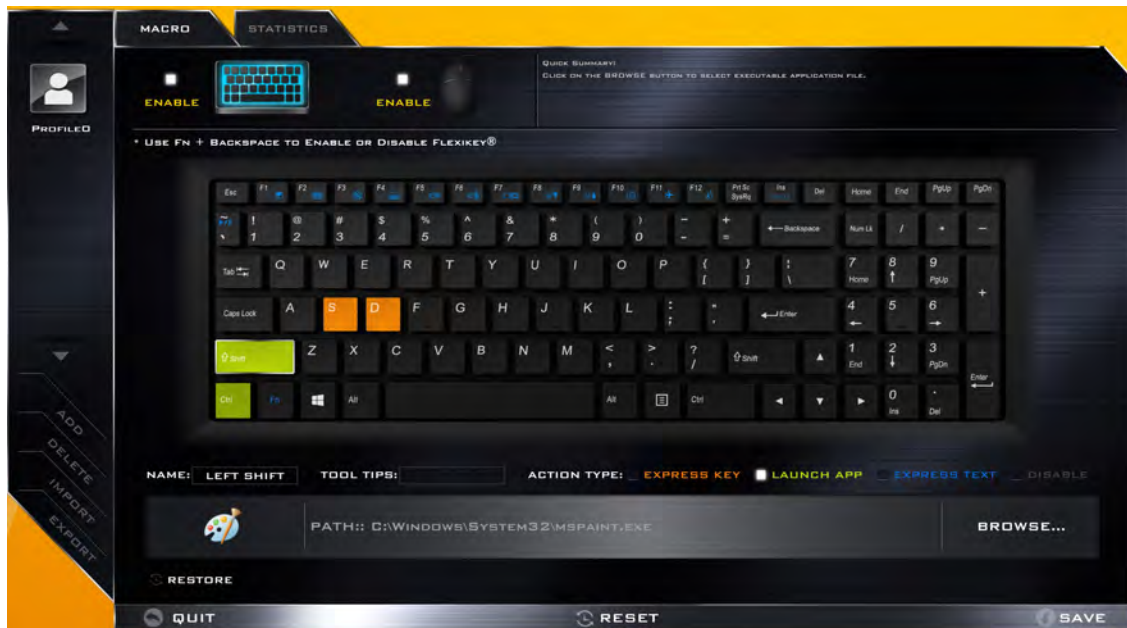 MACRO
STATISTICS
QUICK SUMMARY!
CLICK ON THE BROWSE BUTTON TO SELECT EXECUTABLE APPLICATION FILE.
ENABLE
ENABLE
PROFILE0
* USE FN + BACKSPACE TO ENABLE OR DISABLE FLEXIKEY®
Esc F1 F2 F3 F4 F5 F6 F7 F8 F9 F10 F11 F12 Prt Sc Ins Del Home End PgUp PgDn
SysRq
~ ! @ # $ % ^ & * ( ) - +
` 1 2 3 4 5 6 7 8 9 0 - = ←Backspace Num Lk / * −
Tab Q W E R T Y U I O P { } ¦ 7 8 9
[ ] \ Home ↑ PgUp
Caps Lock A S D F G H J K L : " Enter 4 5 6 +
; ' ← →
⇧ Shift Z X C V B N M < > ? ⇧ Shift ▲ 1 2 3
, . / End ↓ PgDn
Ctrl Fn Alt Alt Ctrl ◄ ▼ ► 0 . Enter
Ins Del
ADD
DELETE
IMPORT
EXPORT
NAME: LEFT SHIFT TOOL TIPS: ACTION TYPE: EXPRESS KEY LAUNCH APP EXPRESS TEXT DISABLE
PATH:: C:\WINDOWS\SYSTEM32\MSPAINT.EXE BROWSE...
RESTORE
QUIT RESET SAVE